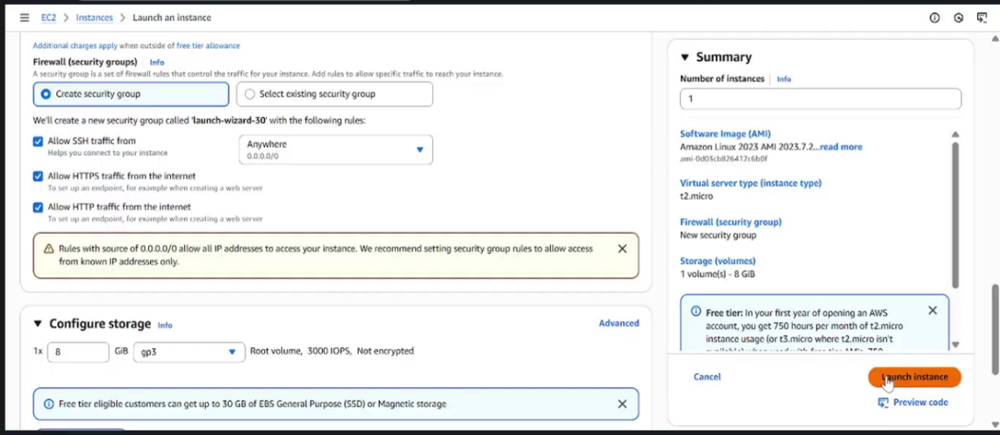 EC2 > Instances > Launch an instance
Additional charges apply when outside of free tier allowance
Firewall (security groups) Info
A security group is a set of firewall rules that control the traffic for your instance. Add rules to allow specific traffic to reach your instance.
Create security group
Select existing security group
We'll create a new security group called 'launch-wizard-30' with the following rules:
Allow SSH traffic from
Helps you connect to your instance
Anywhere
0.0.0.0/0
Allow HTTPS traffic from the internet
To set up an endpoint, for example when creating a web server
Allow HTTP traffic from the internet
To set up an endpoint, for example when creating a web server
Rules with source of 0.0.0.0/0 allow all IP addresses to access your instance. We recommend setting security group rules to allow access
from known IP addresses only.
Configure storage Info
Advanced
1x 8 GiB gp3 Root volume, 3000 IOPS, Not encrypted
Free tier eligible customers can get up to 30 GB of EBS General Purpose (SSD) or Magnetic storage
Summary
Number of instances Info
1
Software Image (AMI)
Amazon Linux 2023 AMI 2023.7.2...read more
ami-0d03cb826412c6b0f
Virtual server type (instance type)
t2.micro
Firewall (security group)
New security group
Storage (volumes)
1 volume(s) - 8 GiB
Free tier: In your first year of opening an AWS
account, you get 750 hours per month of t2.micro
instance usage (or t3.micro where t2.micro isn't
Cancel
Launch instance
Preview code